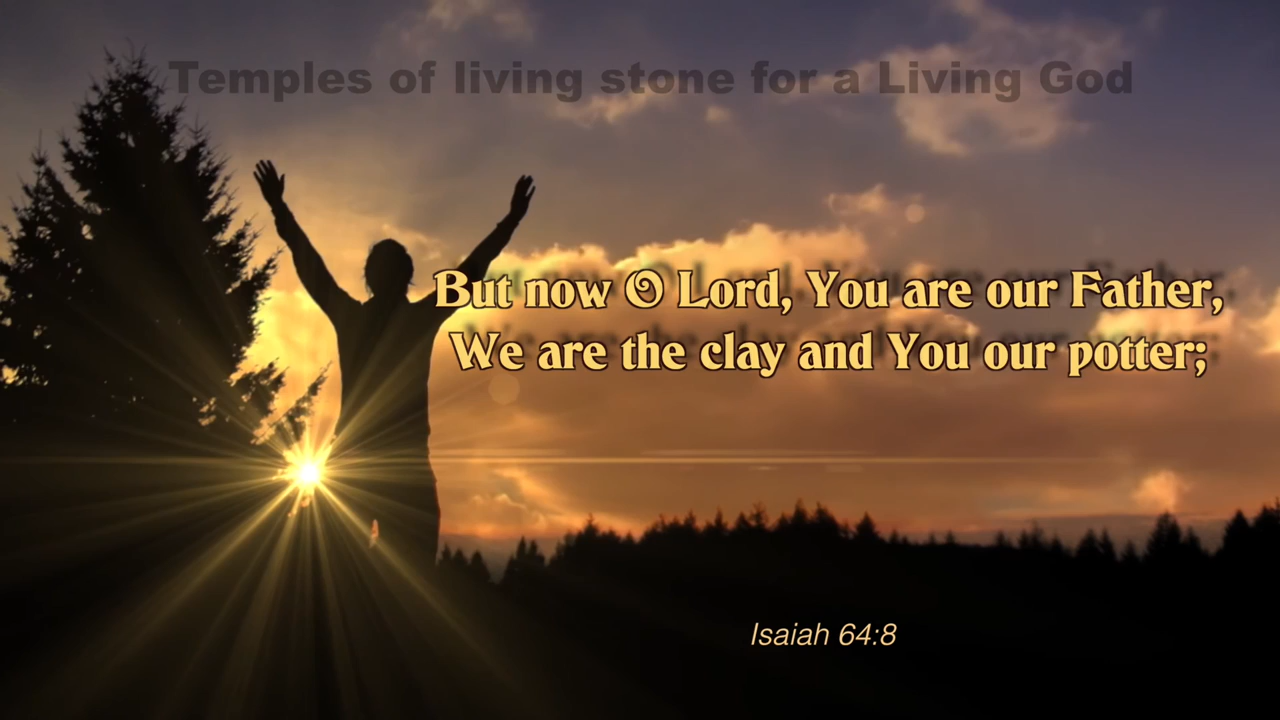 Temples of living stone for a Living God
But now O Lord, You are our Father,
We are the clay and You our potter;
Isaiah 64:8